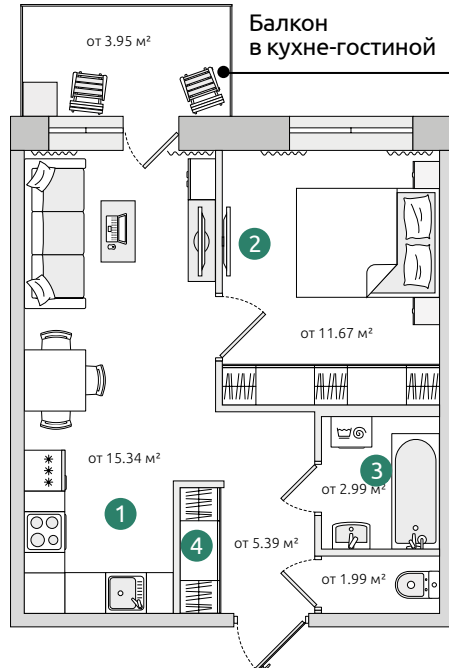 Балкон
в кухне-гостиной
от 3.95 м²
2
от 11.67 м²
от 15.34 м²
3
от 2.99 м²
1
4
от 5.39 м²
от 1.99 м²